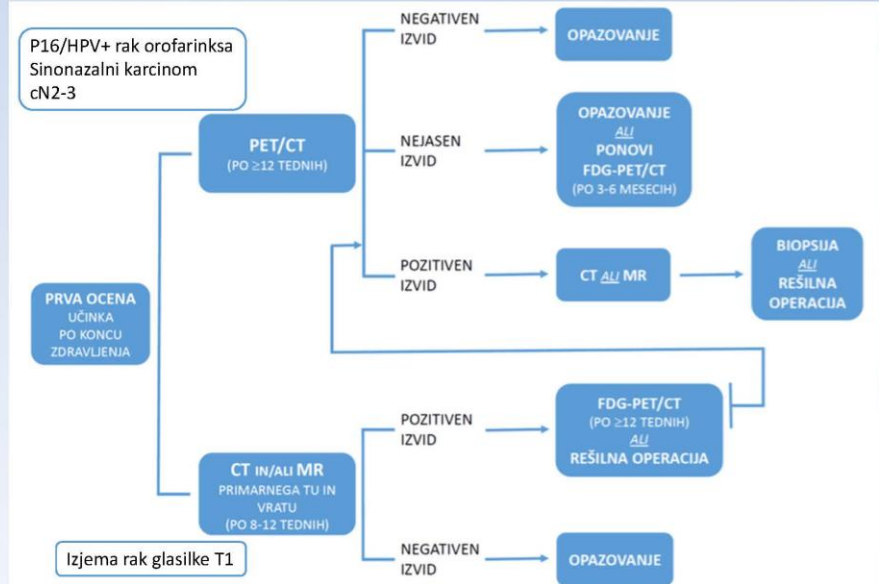 P16/HPV+ rak orofarinksa
Sinonazalni karcinom
cN2-3
PRVA OCENA
UČINKA
PO KONCU
ZDRAVLJENJA
PET/CT
(PO ≥12 TEDNIH)
NEGATIVEN
IZVID
OPAZOVANJE
NEJASEN
IZVID
OPAZOVANJE
ALI
PONOVI
FDG-PET/CT
(PO 3-6 MESECIH)
POZITIVEN
IZVID
CT ALI MR
BIOPSIJA
ALI
REŠILNA
OPERACIJA
CT IN/ALI MR
PRIMARNEGA TU IN
VRATU
(PO 8-12 TEDNIH)
POZITIVEN
IZVID
FDG-PET/CT
(PO ≥12 TEDNIH)
ALI
REŠILNA OPERACIJA
NEGATIVEN
IZVID
OPAZOVANJE
Izjema rak glasilke T1